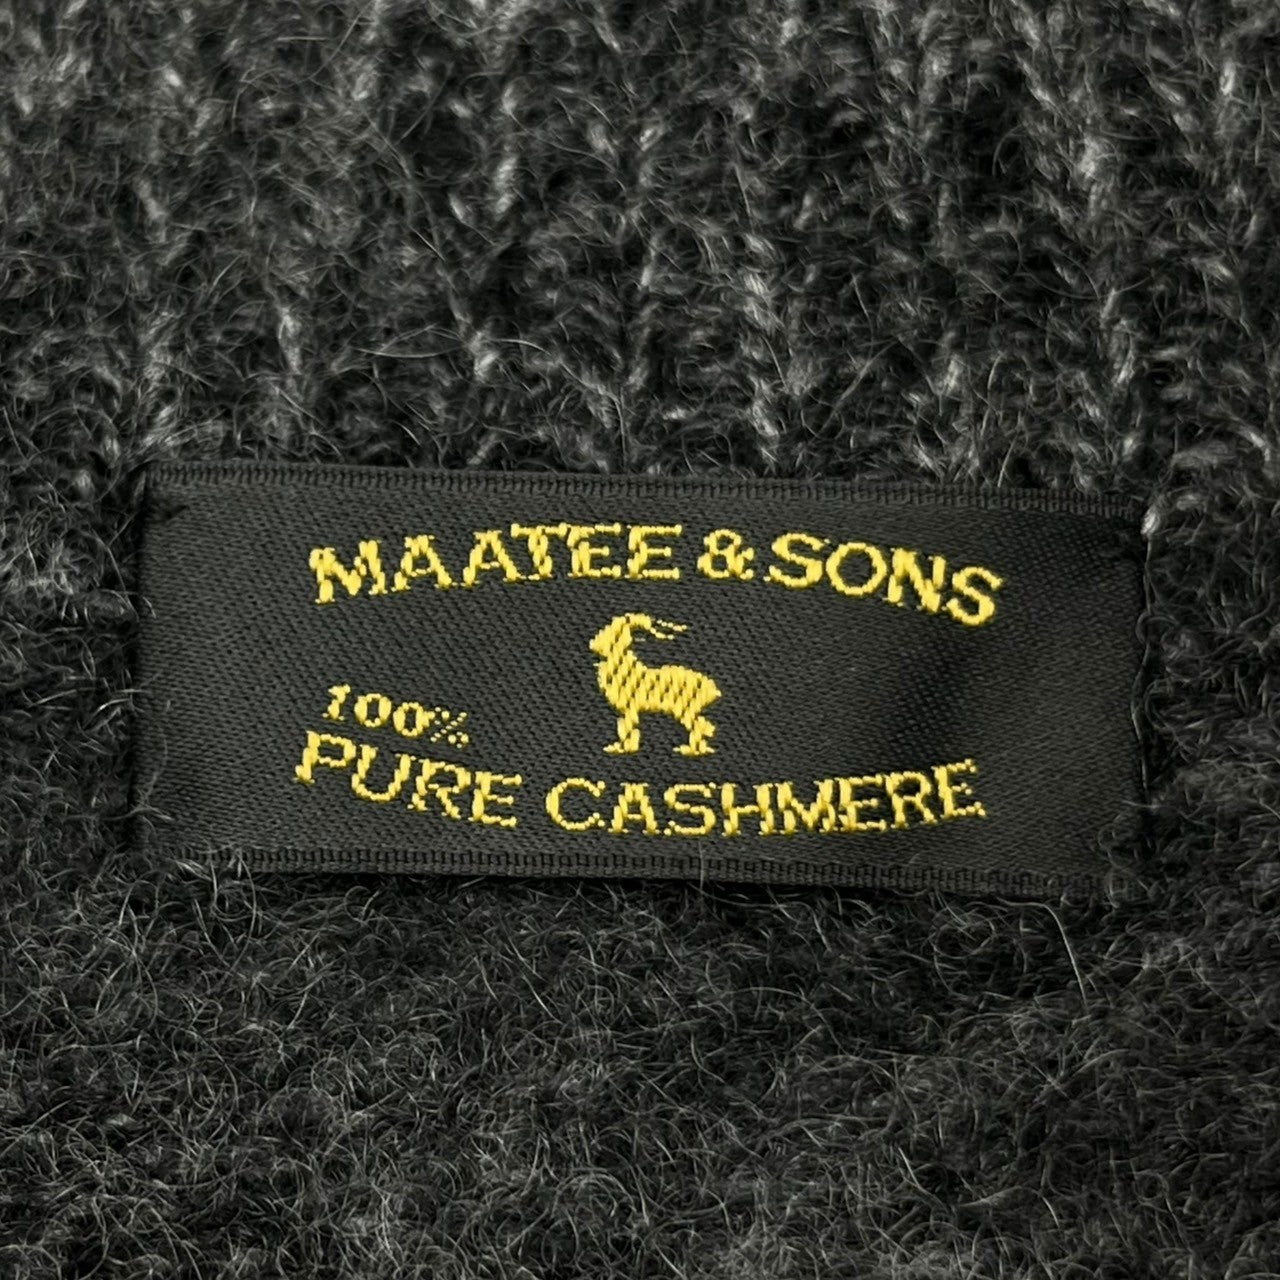 MAATEE & SONS
100%
PURE CASHMERE